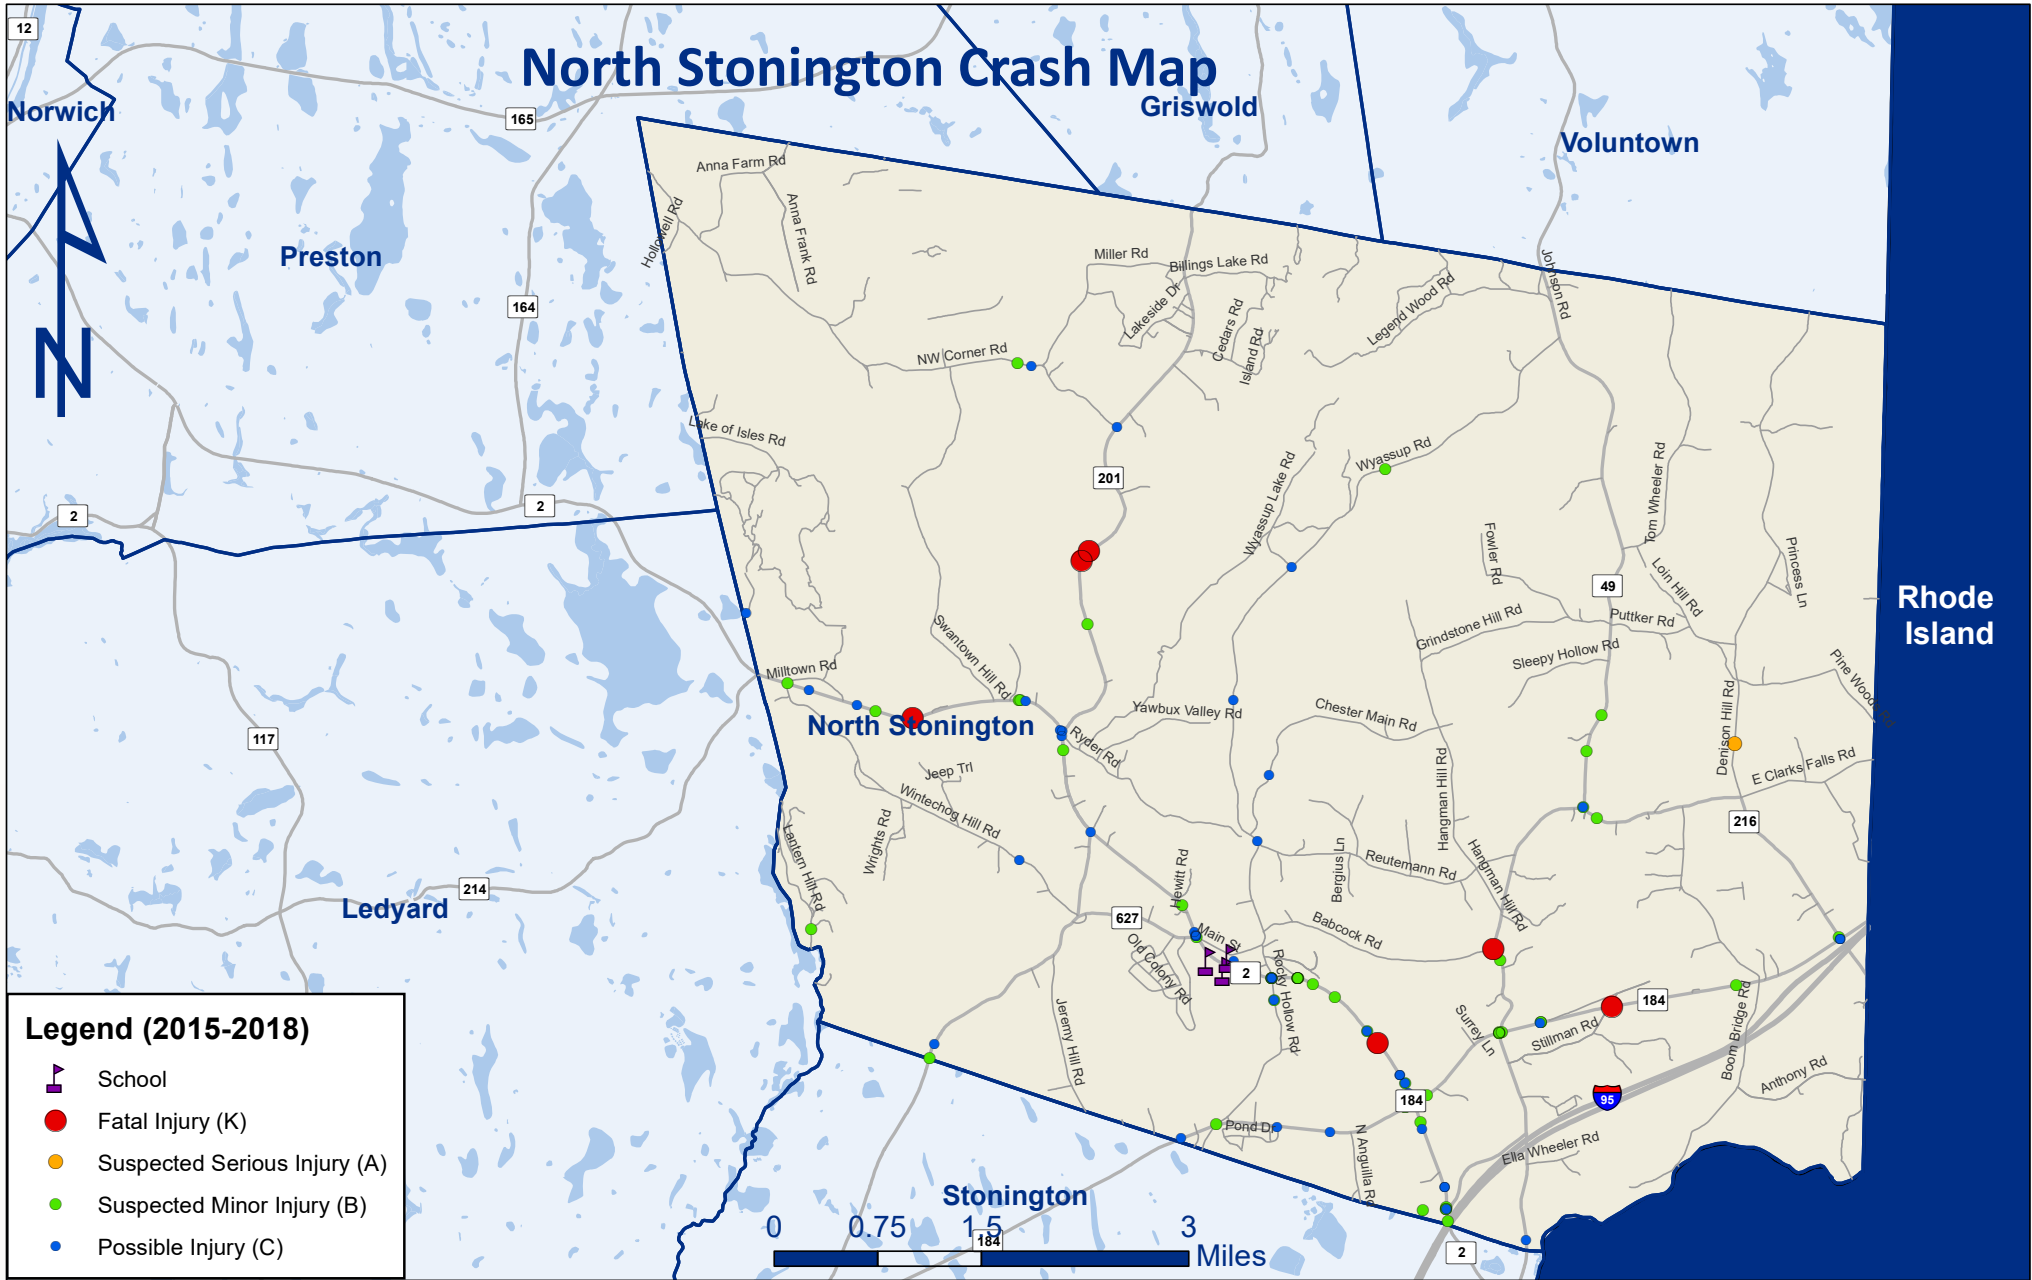 North Stonington Crash Map
12
Norwich
165
Griswold
Voluntown
Preston
164
N
Anna Farm Rd
Hollowell Rd
Anna Frank Rd
Miller Rd
Billings Lake Rd
Lakeside Dr
Cedars Rd
Island Rd
Legend Wood Rd
Johnson Rd
NW Corner Rd
Lake of Isles Rd
201
Wyassup Rd
Wyassup Lake Rd
Tom Wheeler Rd
2
2
Fowler Rd
49
Loin Hill Rd
Princess Ln
Rhode
Island
Grindstone Hill Rd
Puttker Rd
Sleepy Hollow Rd
Pine Woods Rd
Swantown Hill Rd
Milltown Rd
North Stonington
Yawbux Valley Rd
Ryder Rd
Chester Main Rd
Denison Hill Rd
E Clarks Falls Rd
117
Jeep Trl
Wintechog Hill Rd
Wrights Rd
Lantern Hill Rd
Hangman Hill Rd
216
Hangman Hill Rd
Reutemann Rd
Bergius Ln
Hewitt Rd
214
Ledyard
627
Main St
Babcock Rd
Old Colony Rd
2
Rocky Hollow Rd
Jeremy Hill Rd
184
Surrey Ln
Stillman Rd
Boom Bridge Rd
Anthony Rd
95
184
Pond Dr
N Anguilla Rd
Ella Wheeler Rd
Stonington
184
2
0 0.75 1.5 3
Miles
Legend (2015-2018)
School
Fatal Injury (K)
Suspected Serious Injury (A)
Suspected Minor Injury (B)
Possible Injury (C)